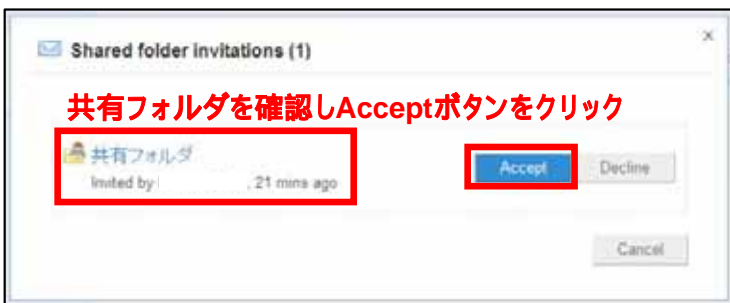 Shared folder invitations (1)
共有フォルダを確認しAcceptボタンをクリック
共有フォルダ
Invited by , 21 mins ago
Accept
Decline
Cancel